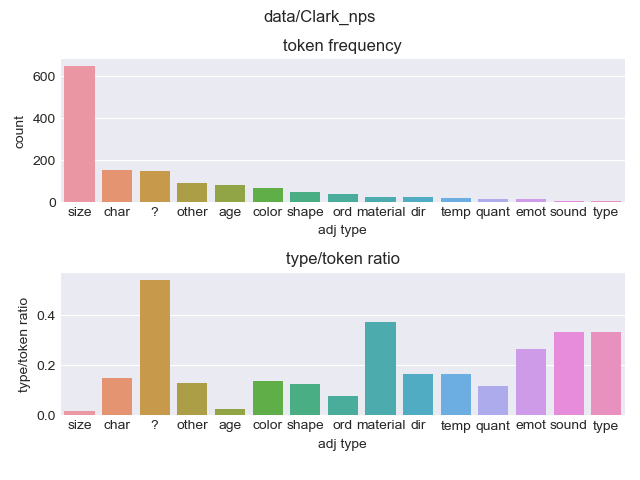 data/Clark_nps
token frequency
600
400
200
0
count
size char ? other age color shape ord material dir temp quant emot sound type
adj type
type/token ratio
0.4
0.2
0.0
type/token ratio
size char ? other age color shape ord material dir temp quant emot sound type
adj type